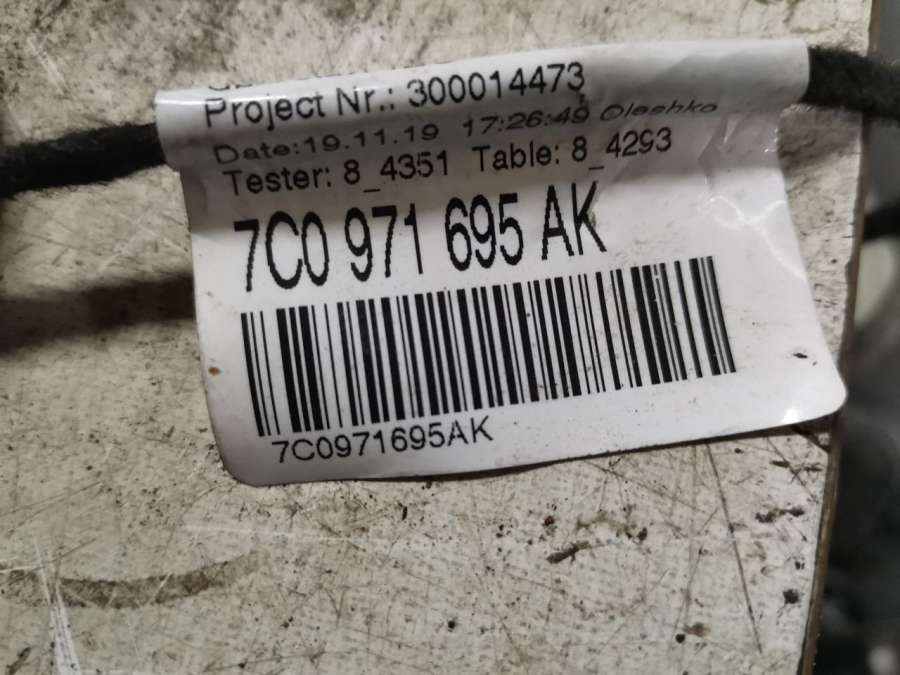 Project Nr.: 300014473
Date:19.11.19 17:26:49 Oleshko
Tester: 8_4351 Table: 8_4293
7C0 971 695 AK
7C0971695AK